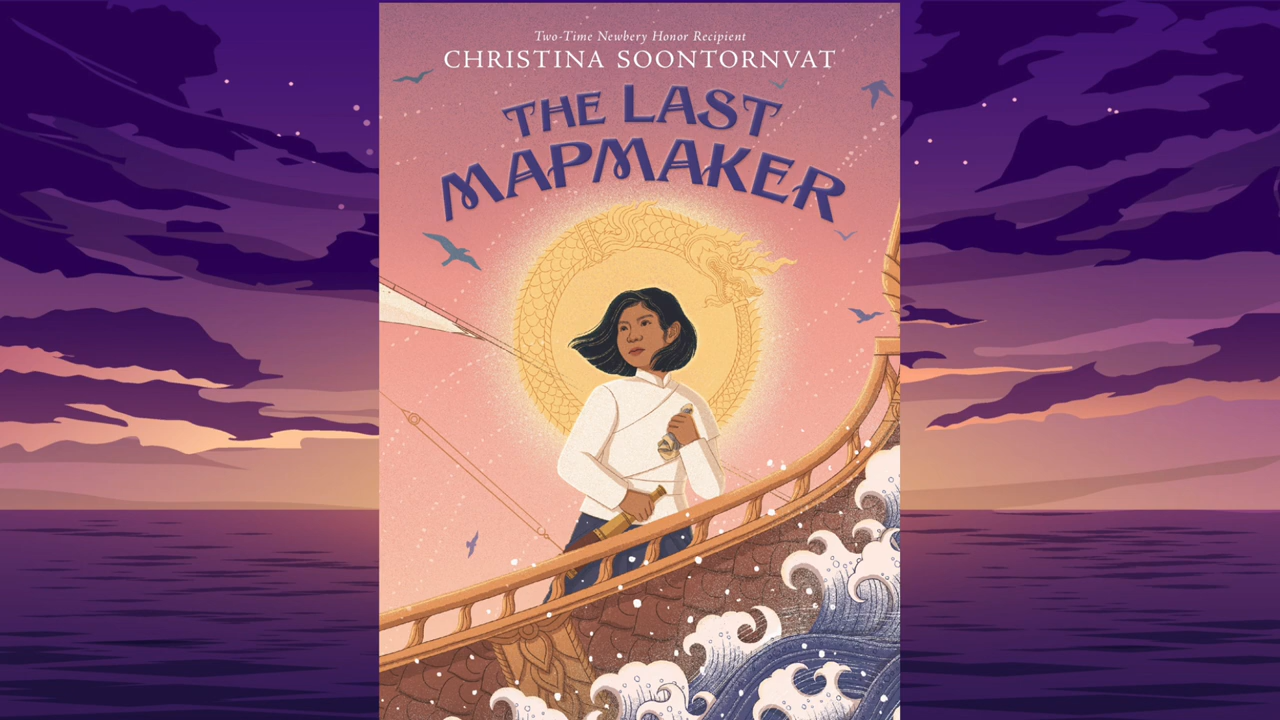 Two-Time Newbery Honor Recipient
CHRISTINA SOONTORNVAT
THE LAST
MAPMAKER